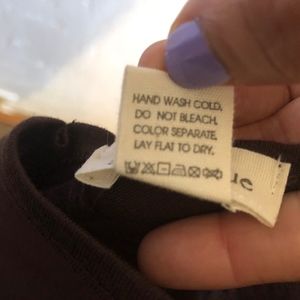 HAND WASH COLD.
DO NOT BLEACH.
COLOR SEPARATE.
LAY FLAT TO DRY.